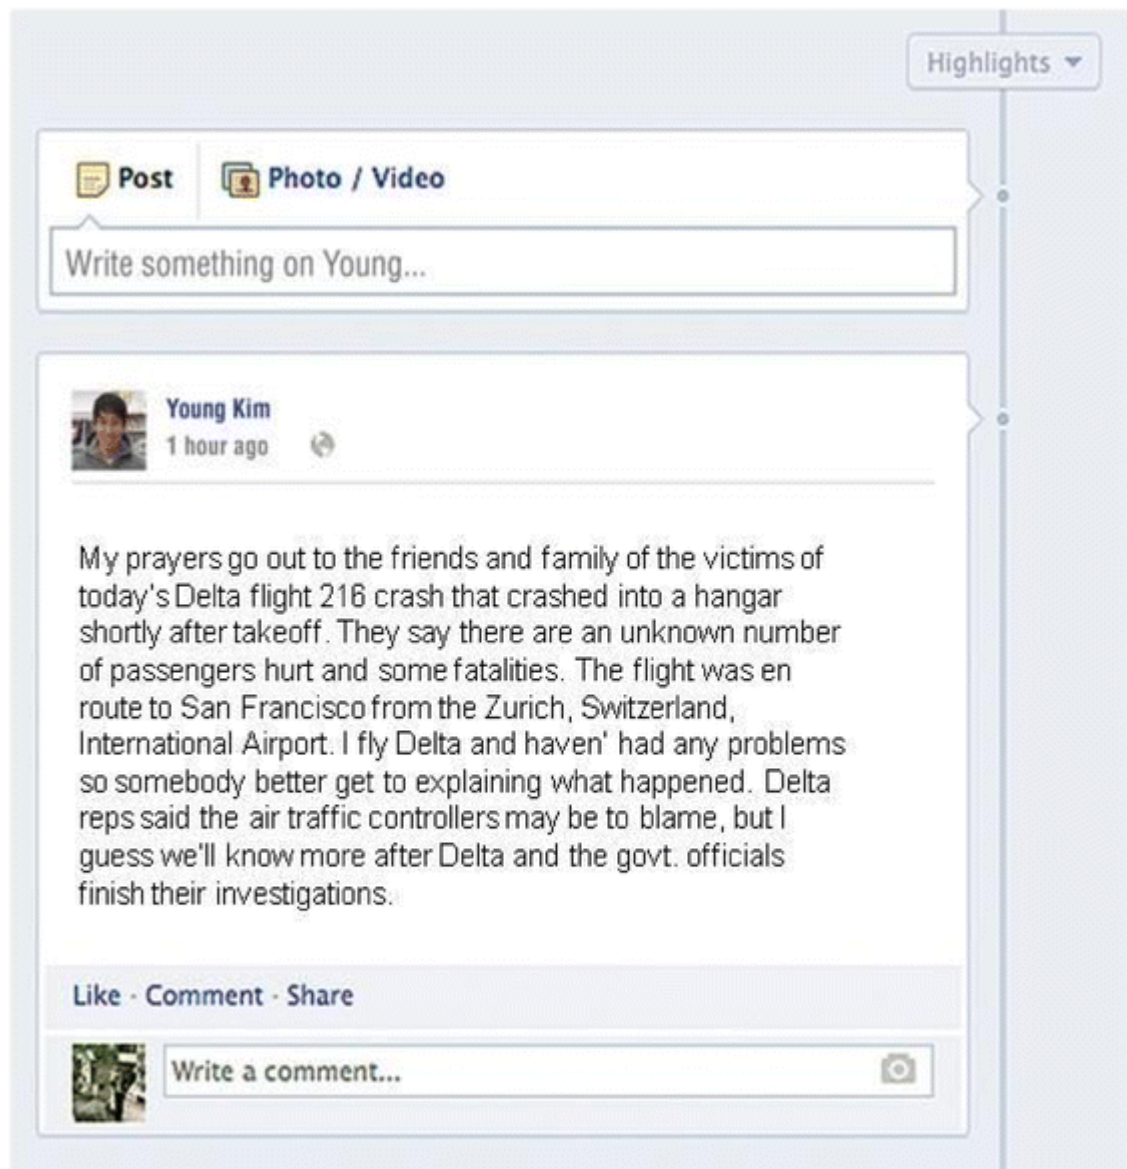 Highlights
Post
Photo / Video
Write something on Young...
Young Kim
1 hour ago
My prayers go out to the friends and family of the victims of
today's Delta flight 216 crash that crashed into a hangar
shortly after takeoff. They say there are an unknown number
of passengers hurt and some fatalities. The flight was en
route to San Francisco from the Zurich, Switzerland,
International Airport. I fly Delta and haven' had any problems
so somebody better get to explaining what happened. Delta
reps said the air traffic controllers may be to blame, but I
guess we'll know more after Delta and the govt. officials
finish their investigations.
Like · Comment · Share
Write a comment...